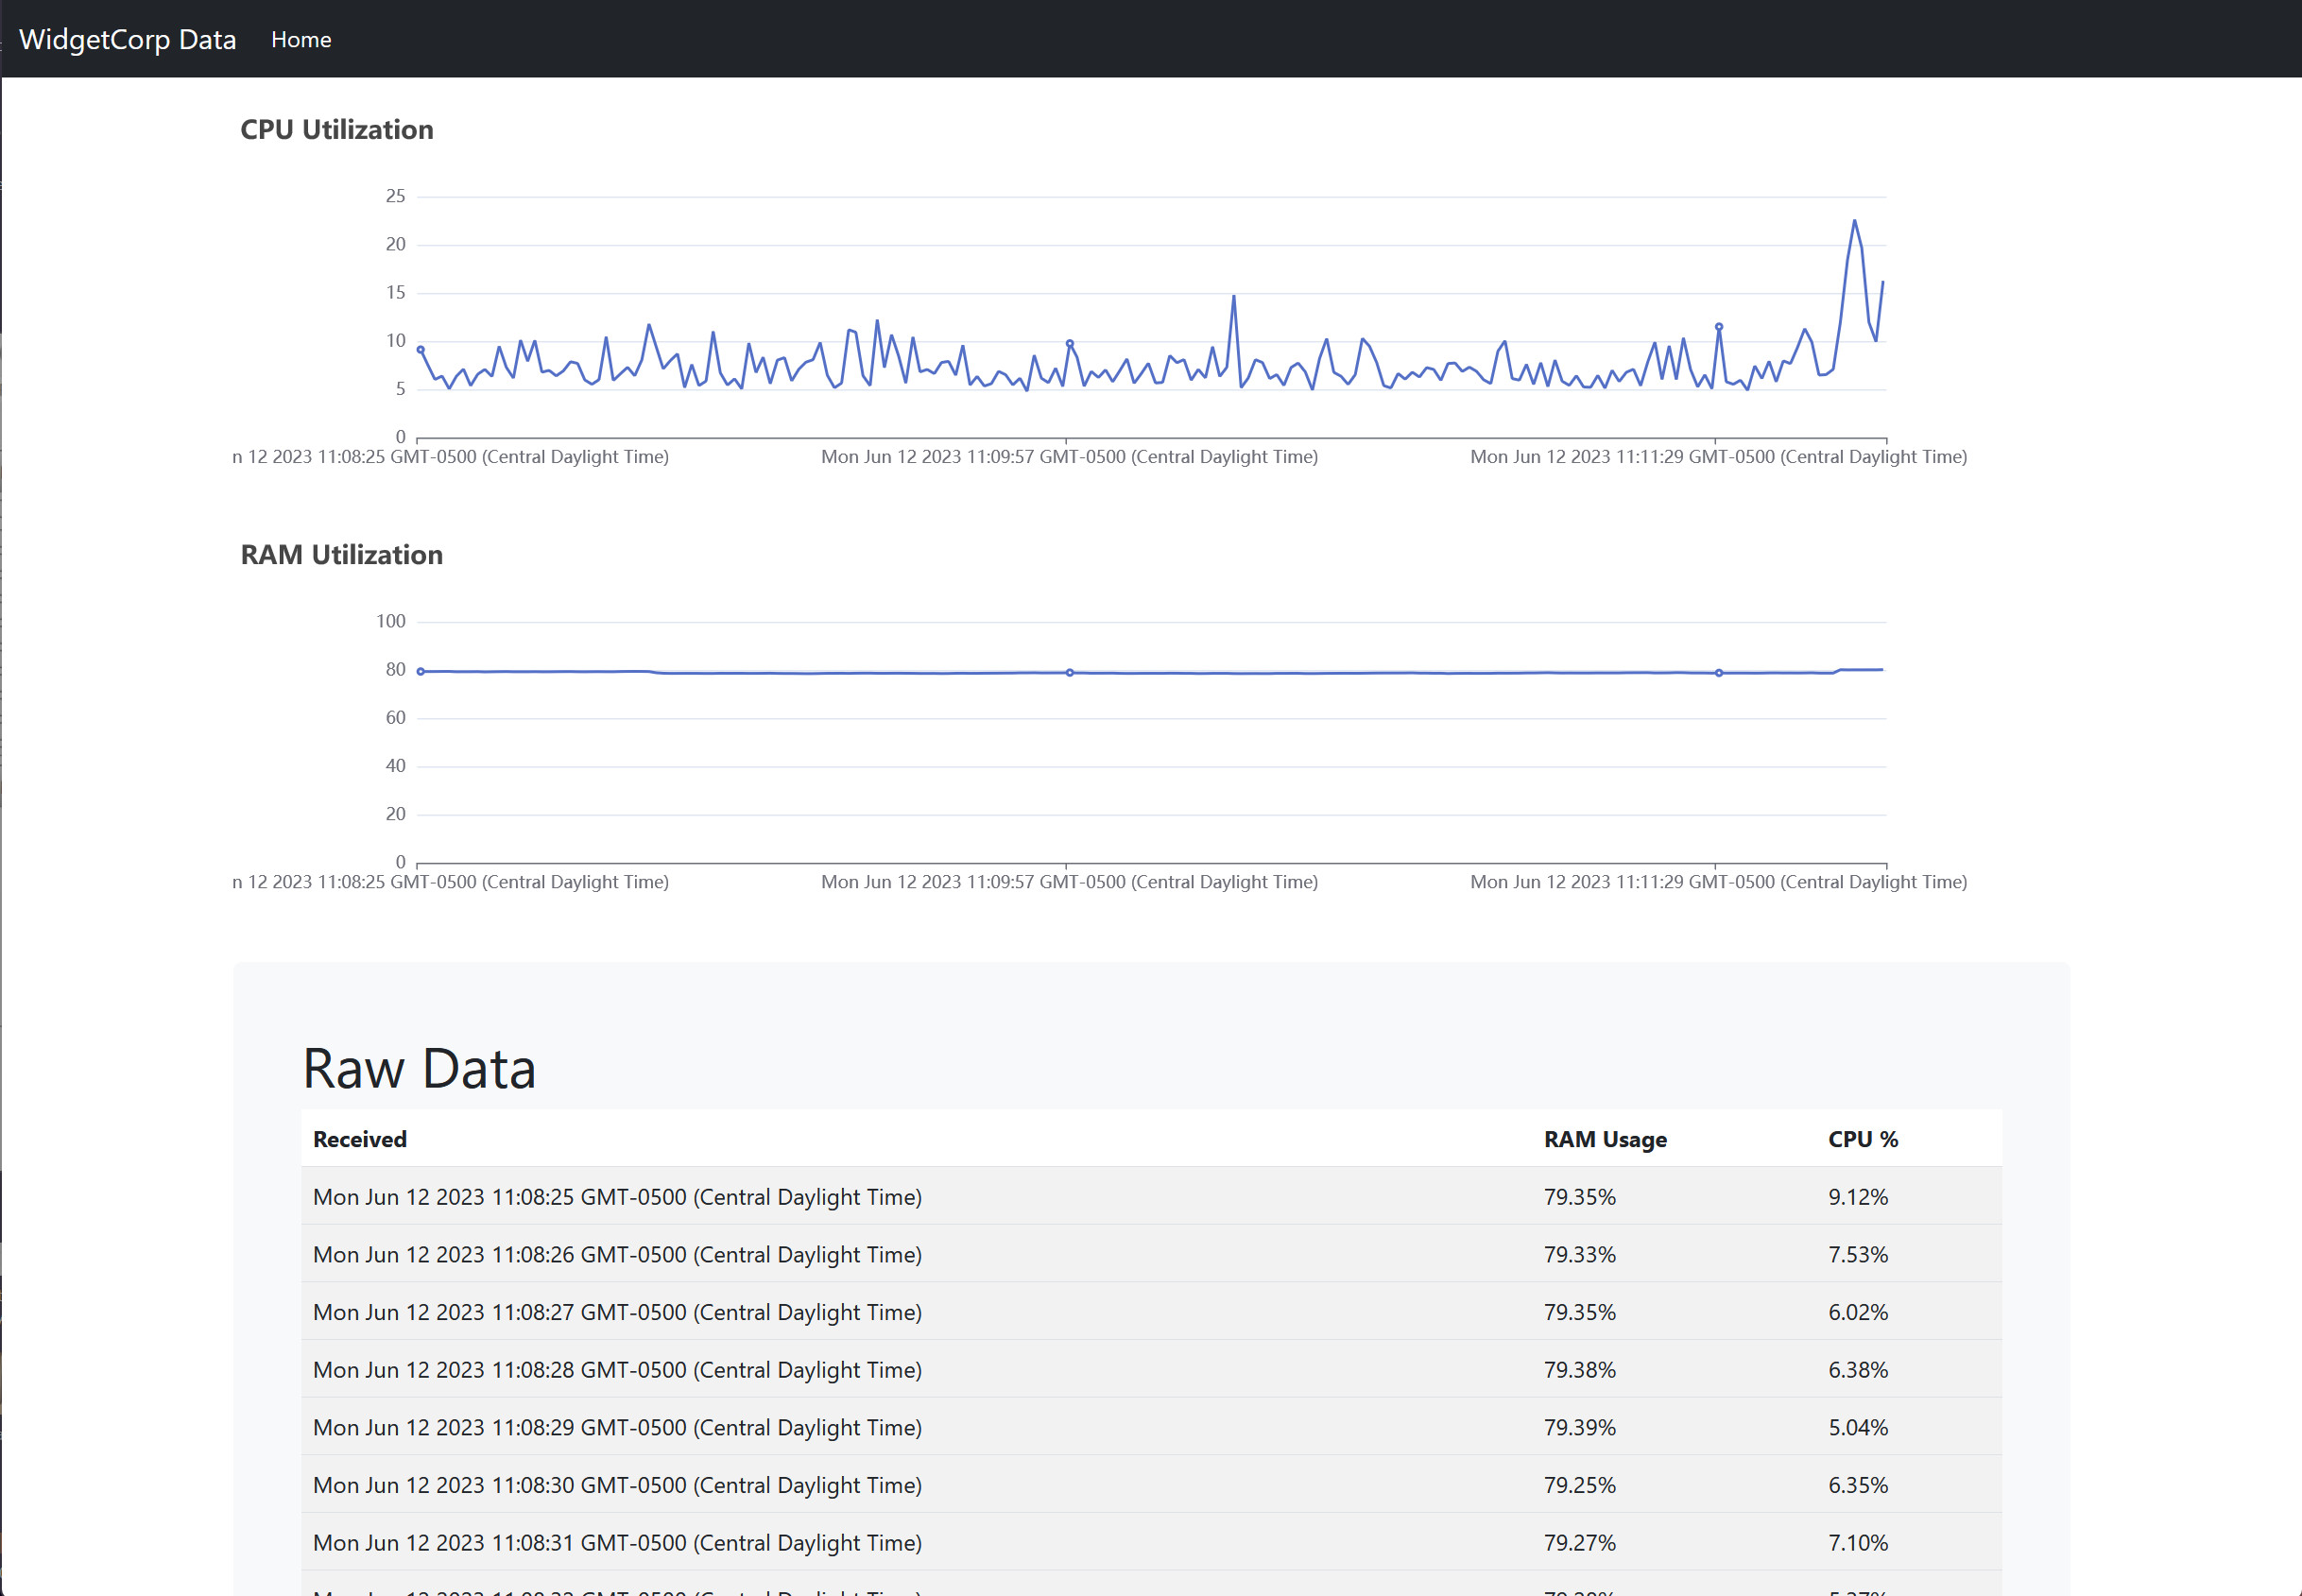 WidgetCorp Data Home
CPU Utilization
25
20
15
10
5
0
n 12 2023 11:08:25 GMT-0500 (Central Daylight Time) Mon Jun 12 2023 11:09:57 GMT-0500 (Central Daylight Time) Mon Jun 12 2023 11:11:29 GMT-0500 (Central Daylight Time)
RAM Utilization
100
80
60
40
20
0
n 12 2023 11:08:25 GMT-0500 (Central Daylight Time) Mon Jun 12 2023 11:09:57 GMT-0500 (Central Daylight Time) Mon Jun 12 2023 11:11:29 GMT-0500 (Central Daylight Time)
Raw Data
Received RAM Usage CPU %
Mon Jun 12 2023 11:08:25 GMT-0500 (Central Daylight Time) 79.35% 9.12%
Mon Jun 12 2023 11:08:26 GMT-0500 (Central Daylight Time) 79.33% 7.53%
Mon Jun 12 2023 11:08:27 GMT-0500 (Central Daylight Time) 79.35% 6.02%
Mon Jun 12 2023 11:08:28 GMT-0500 (Central Daylight Time) 79.38% 6.38%
Mon Jun 12 2023 11:08:29 GMT-0500 (Central Daylight Time) 79.39% 5.04%
Mon Jun 12 2023 11:08:30 GMT-0500 (Central Daylight Time) 79.25% 6.35%
Mon Jun 12 2023 11:08:31 GMT-0500 (Central Daylight Time) 79.27% 7.10%